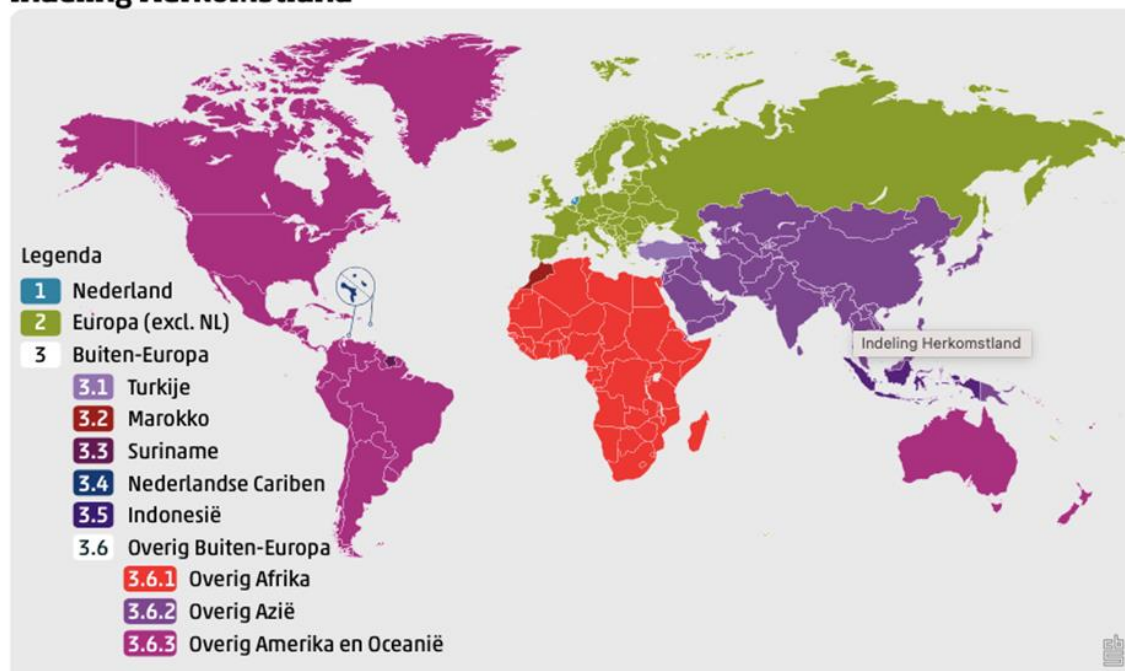 Indeling Herkomstland
Legenda
1 Nederland
2 Europa (excl. NL)
3 Buiten-Europa
3.1 Turkije
3.2 Marokko
3.3 Suriname
3.4 Nederlandse Cariben
3.5 Indonesië
3.6 Overig Buiten-Europa
3.6.1 Overig Afrika
3.6.2 Overig Azië
3.6.3 Overig Amerika en Oceanië
Indeling Herkomstland